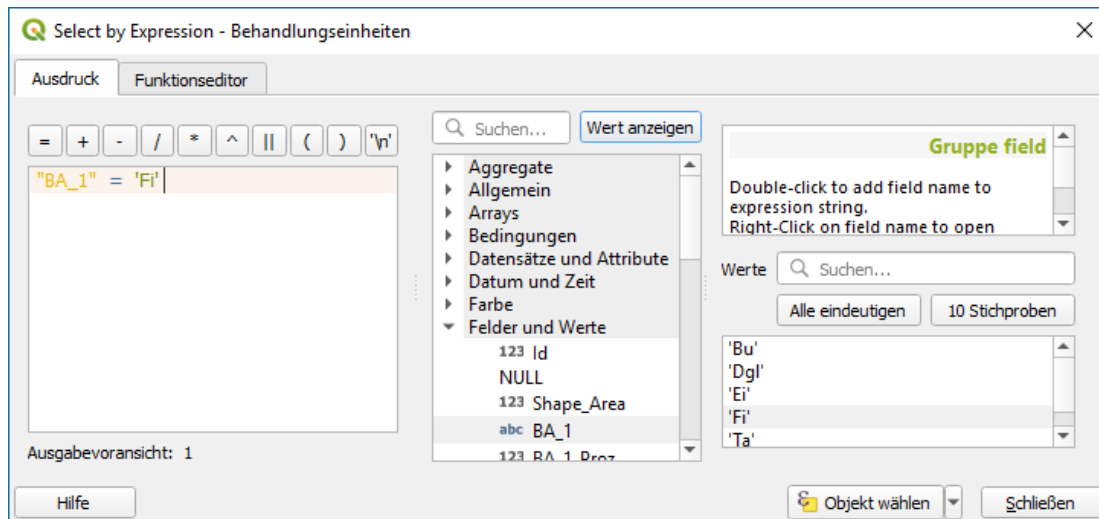 Select by Expression - Behandlungseinheiten
Ausdruck
Funktionseditor
= + - / * ^ || ( ) '\n'
"BA_1" = 'Fi'
Ausgabevoransicht: 1
Suchen...
Wert anzeigen
Aggregate
Allgemein
Arrays
Bedingungen
Datensätze und Attribute
Datum und Zeit
Farbe
Felder und Werte
123 Id
NULL
123 Shape_Area
abc BA_1
123 BA_1_Proz
Gruppe field
Double-click to add field name to
expression string.
Right-Click on field name to open
Werte
Suchen...
Alle eindeutigen
10 Stichproben
'Bu'
'Dgl'
'Ei'
'Fi'
'Ta'
Hilfe
Objekt wählen
Schließen